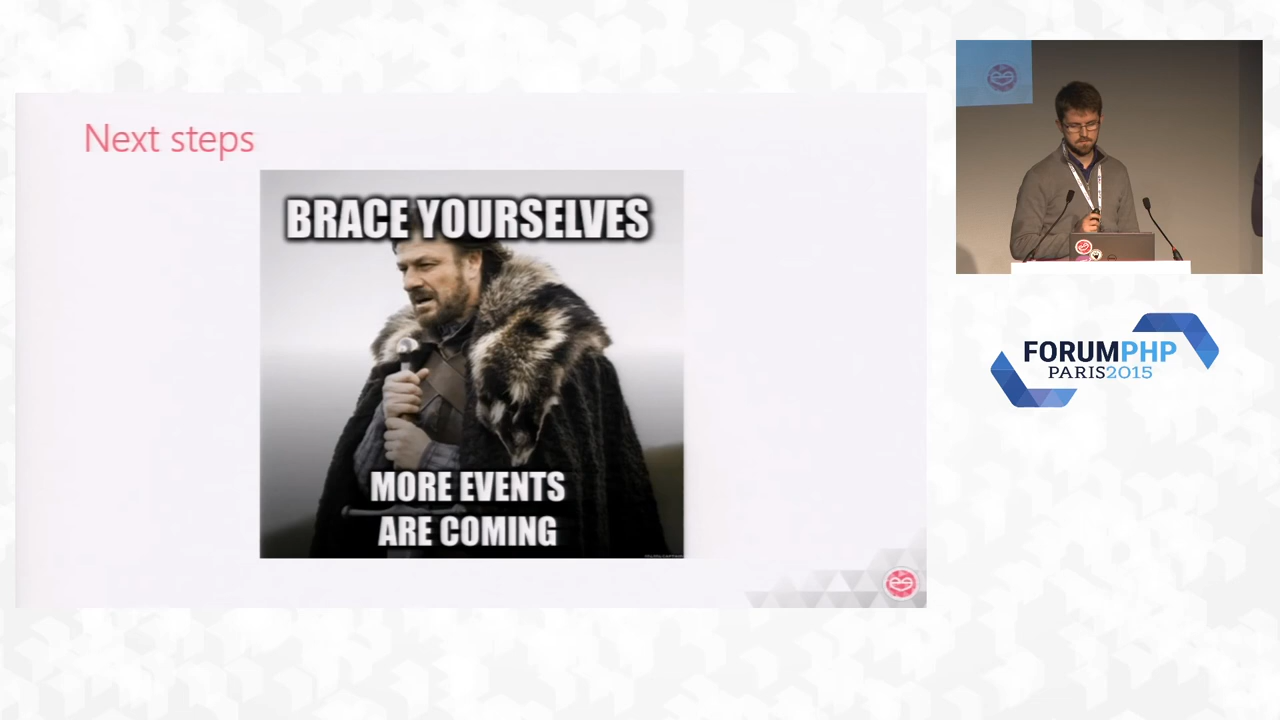 Next steps
BRACE YOURSELVES
MORE EVENTS
ARE COMING
FORUMPHP
PARIS2015